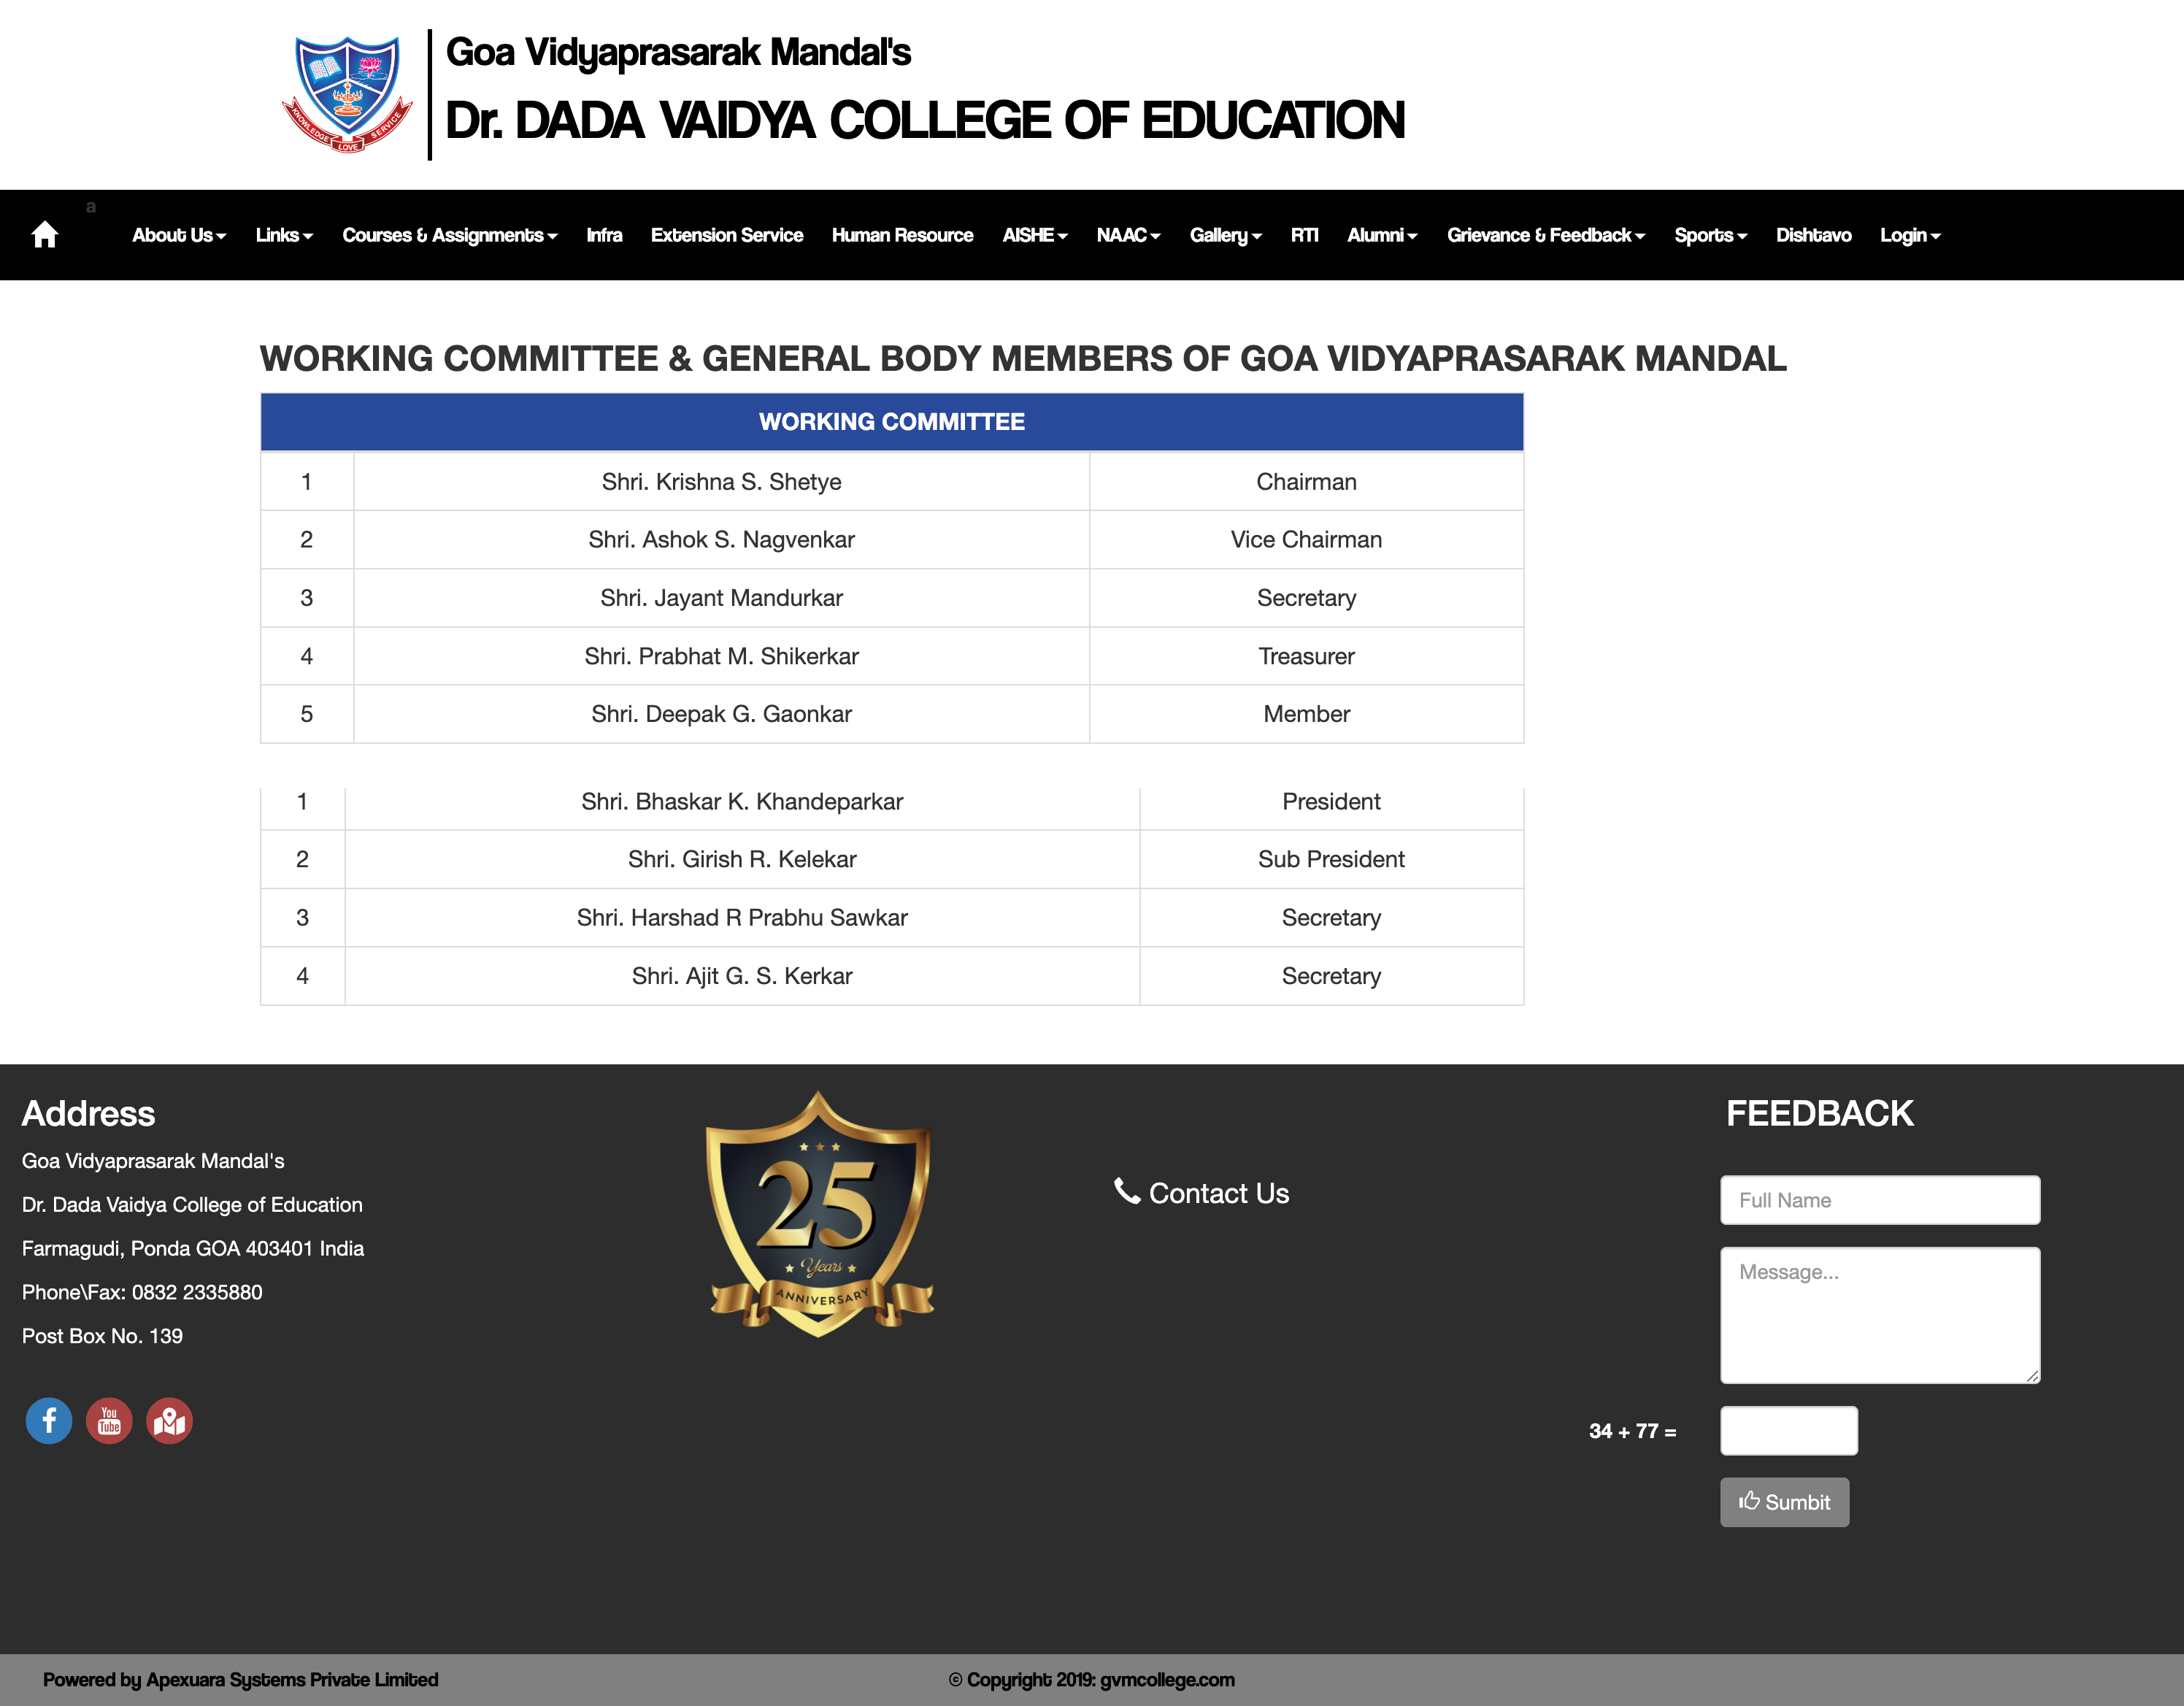 KNOWLEDGE LOVE SERVICE
Goa Vidyaprasarak Mandal's
Dr. DADA VAIDYA COLLEGE OF EDUCATION
a
About Us Links Courses & Assignments Infra Extension Service Human Resource AISHE NAAC Gallery RTI Alumni Grievance & Feedback Sports Dishtavo Login
WORKING COMMITTEE & GENERAL BODY MEMBERS OF GOA VIDYAPRASARAK MANDAL
WORKING COMMITTEE
1 Shri. Krishna S. Shetye Chairman
2 Shri. Ashok S. Nagvenkar Vice Chairman
3 Shri. Jayant Mandurkar Secretary
4 Shri. Prabhat M. Shikerkar Treasurer
5 Shri. Deepak G. Gaonkar Member
1 Shri. Bhaskar K. Khandeparkar President
2 Shri. Girish R. Kelekar Sub President
3 Shri. Harshad R Prabhu Sawkar Secretary
4 Shri. Ajit G. S. Kerkar Secretary
Address
Goa Vidyaprasarak Mandal's
Dr. Dada Vaidya College of Education
Farmagudi, Ponda GOA 403401 India
Phone\Fax: 0832 2335880
Post Box No. 139
You
Tube
25
Years
ANNIVERSARY
Contact Us
FEEDBACK
Full Name
Message...
34 + 77 =
Sumbit
Powered by Apexuara Systems Private Limited
© Copyright 2019: gvmcollege.com